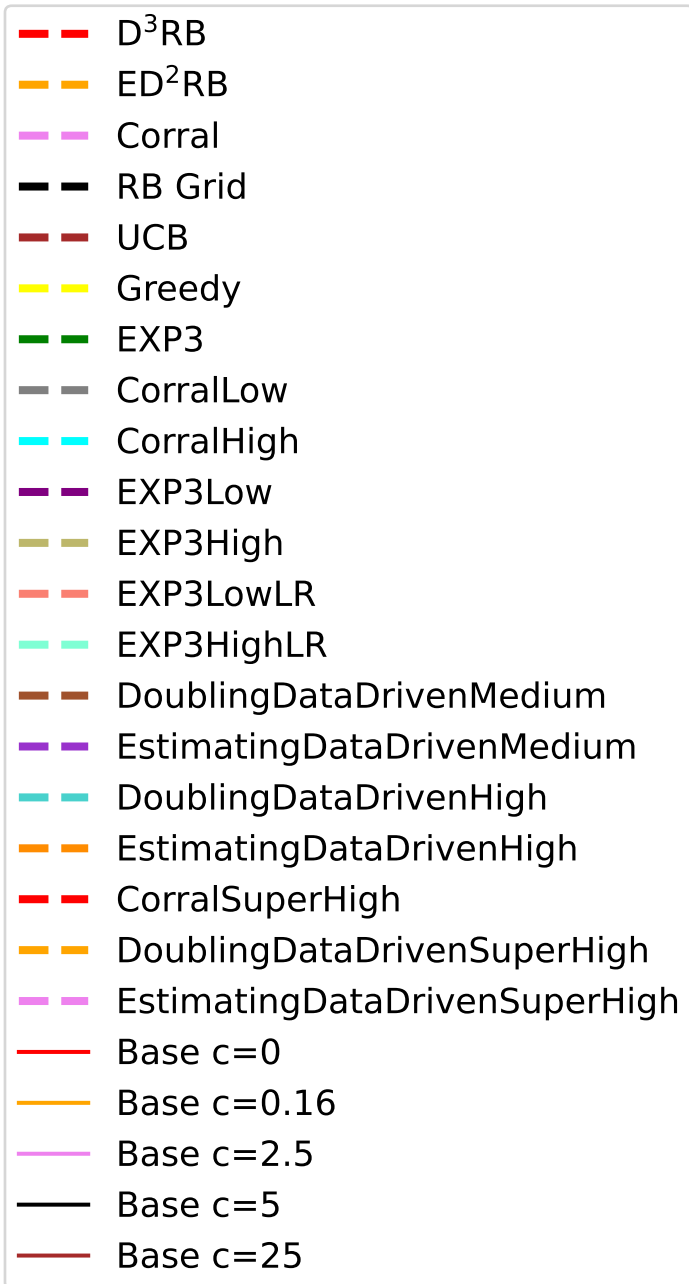 D³RB
ED²RB
Corral
RB Grid
UCB
Greedy
EXP3
CorralLow
CorralHigh
EXP3Low
EXP3High
EXP3LowLR
EXP3HighLR
DoublingDataDrivenMedium
EstimatingDataDrivenMedium
DoublingDataDrivenHigh
EstimatingDataDrivenHigh
CorralSuperHigh
DoublingDataDrivenSuperHigh
EstimatingDataDrivenSuperHigh
Base c=0
Base c=0.16
Base c=2.5
Base c=5
Base c=25